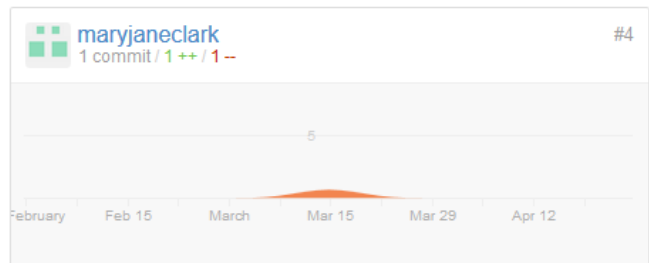 maryjaneclark
#4
1 commit / 1 ++ / 1 --
5
February Feb 15 March Mar 15 Mar 29 Apr 12